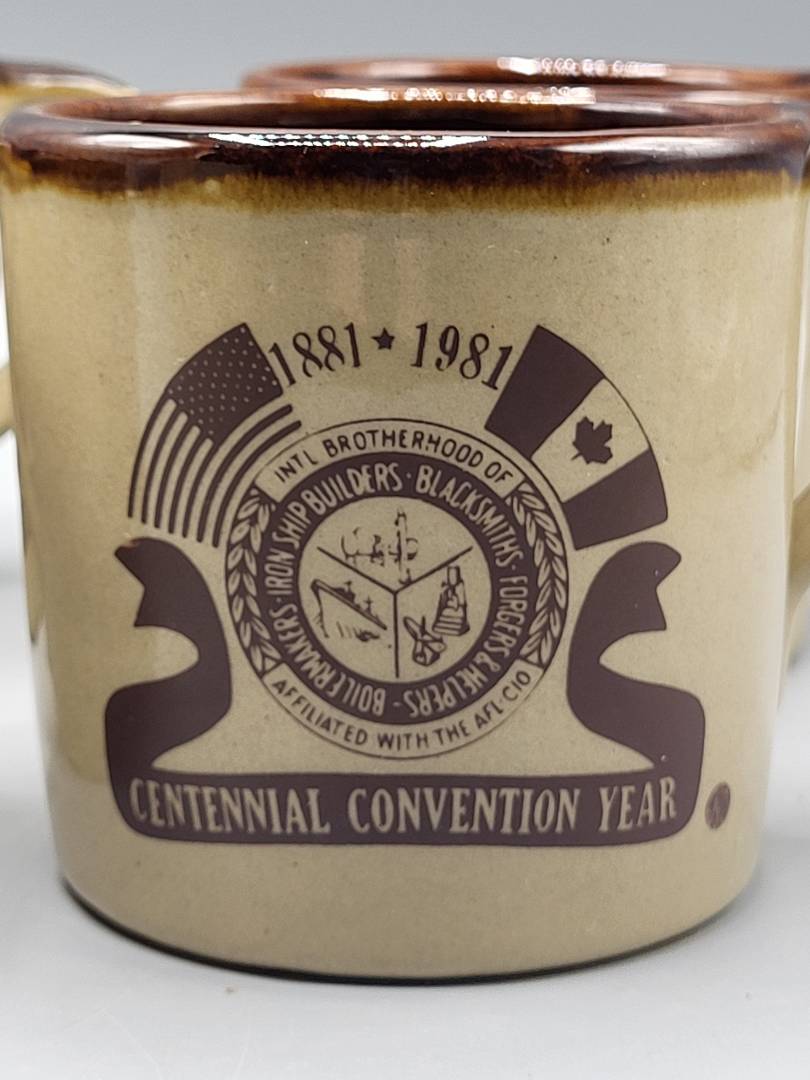 1881 ★ 1981
INT'L BROTHERHOOD OF
BOILERMAKERS · IRON SHIP BUILDERS · BLACKSMITHS · FORGERS & HELPERS ·
AFFILIATED WITH THE AFL-CIO
CENTENNIAL CONVENTION YEAR